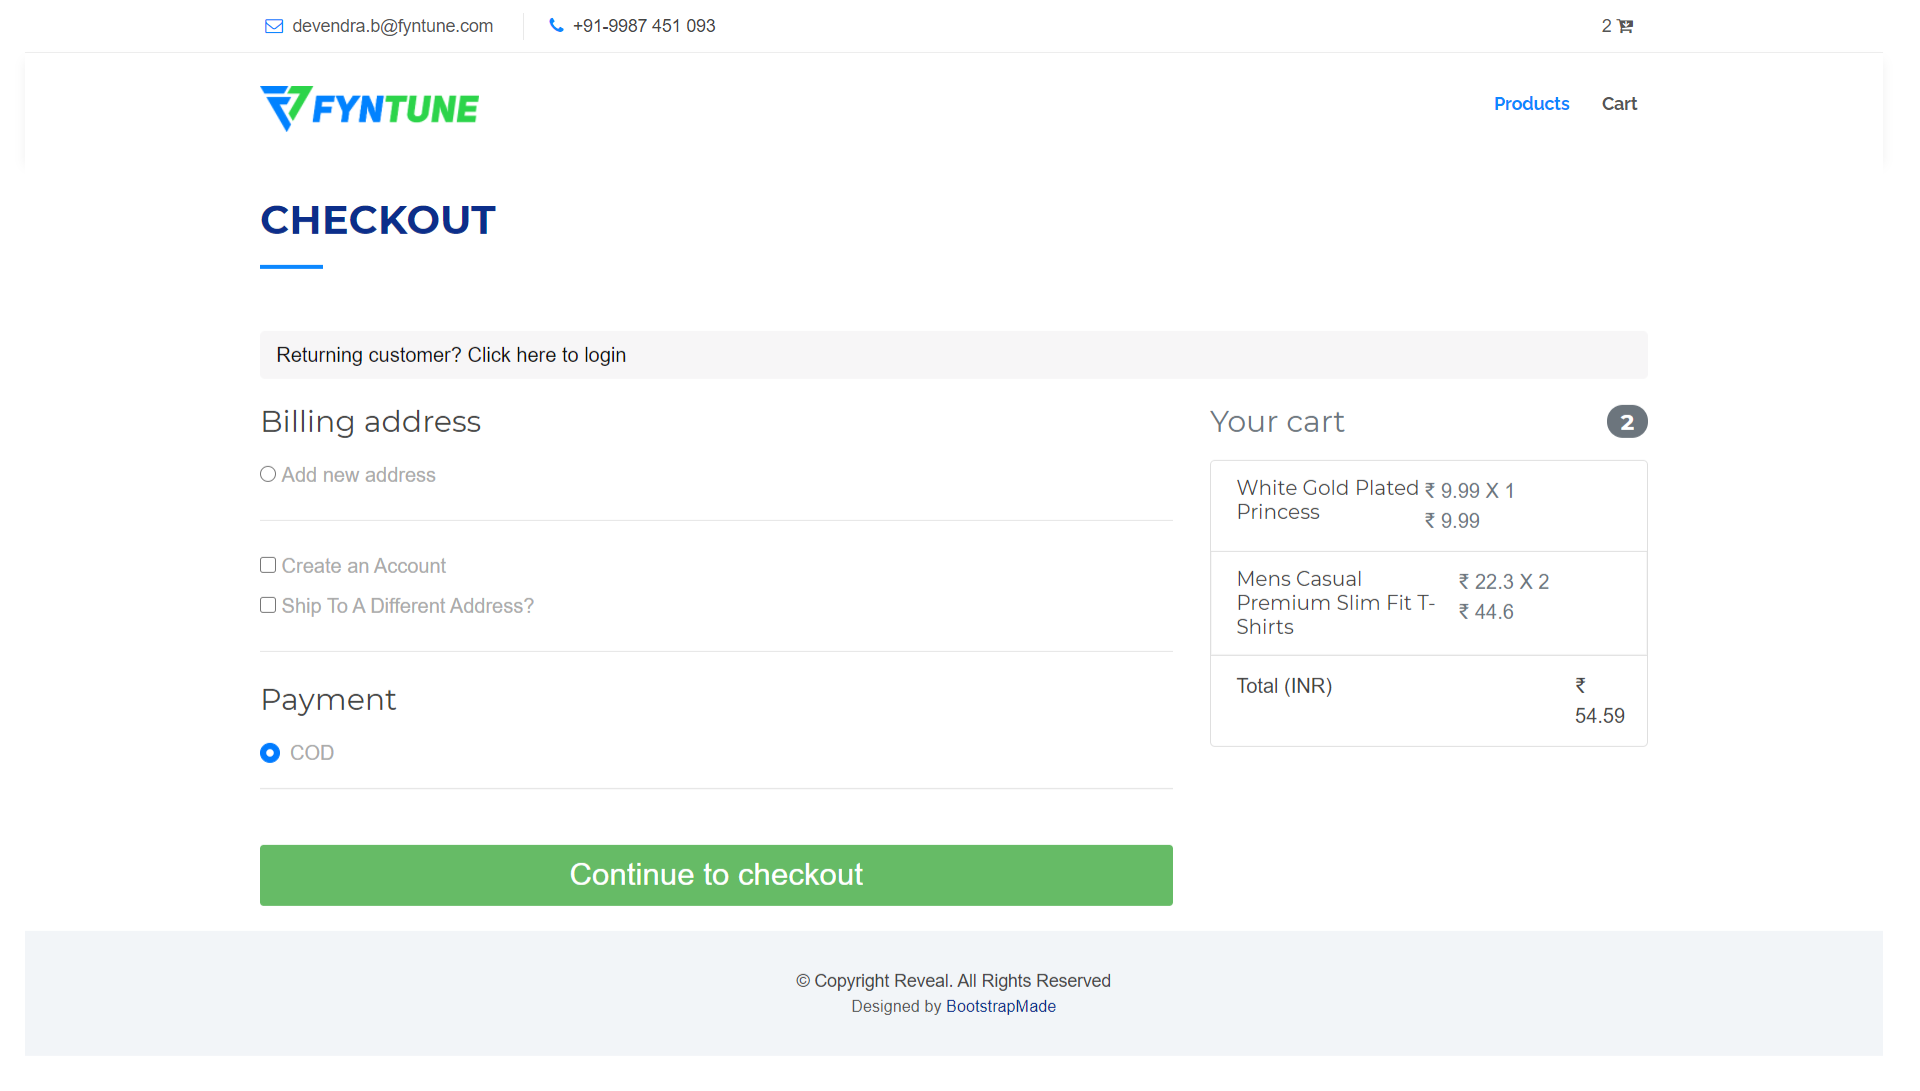 devendra.b@fyntune.com
+91-9987 451 093
2
FYNTUNE
Products
Cart
CHECKOUT
Returning customer? Click here to login
Billing address
Add new address
Create an Account
Ship To A Different Address?
Payment
COD
Continue to checkout
Your cart
2
White Gold Plated
Princess
₹ 9.99 X 1
₹ 9.99
Mens Casual
Premium Slim Fit T-
Shirts
₹ 22.3 X 2
₹ 44.6
Total (INR)
₹
54.59
© Copyright Reveal. All Rights Reserved
Designed by BootstrapMade